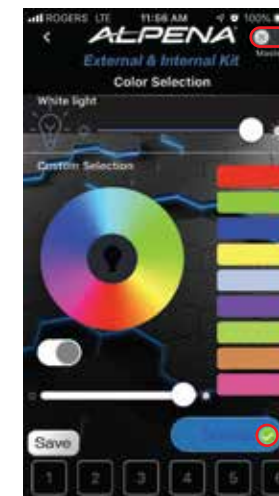 ROGERS LTE 11:56 AM 100%
ALPENA
Master
External & Internal Kit
Color Selection
White light
Custom Selection
Save
1 2 3 4 5